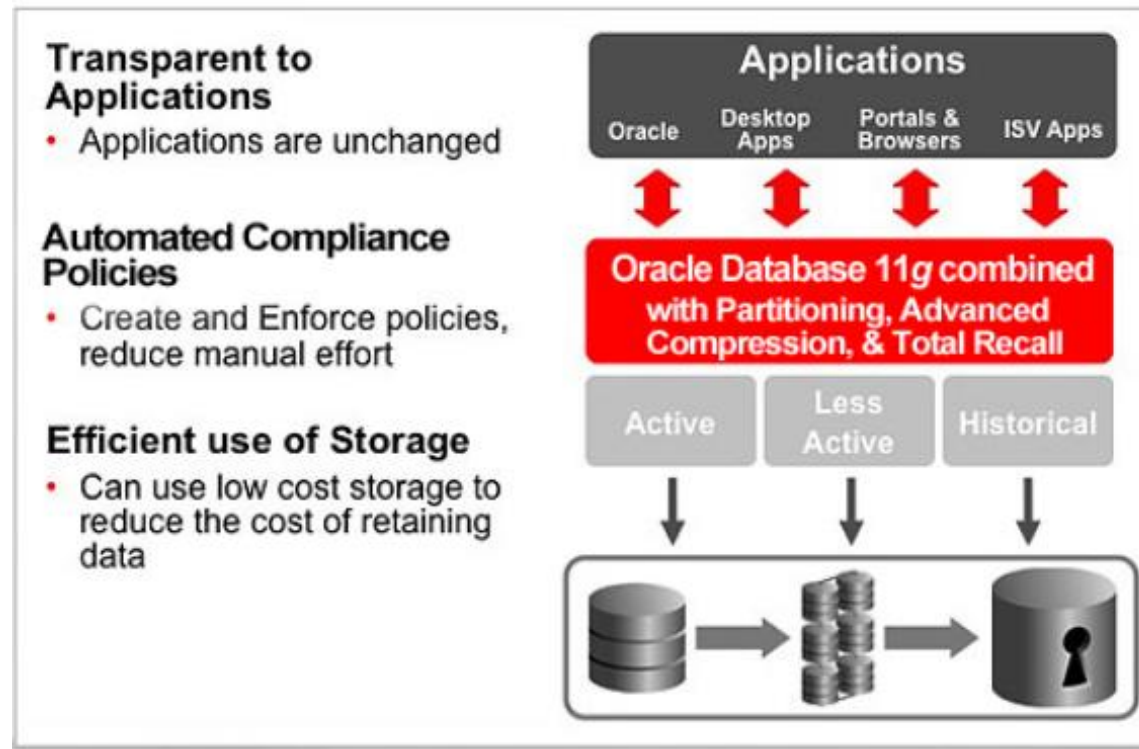 Transparent to
Applications
• Applications are unchanged
Automated Compliance
Policies
• Create and Enforce policies,
reduce manual effort
Efficient use of Storage
• Can use low cost storage to
reduce the cost of retaining
data
Applications
Oracle
Desktop
Apps
Portals &
Browsers
ISV Apps
Oracle Database 11g combined
with Partitioning, Advanced
Compression, & Total Recall
Active
Less
Active
Historical